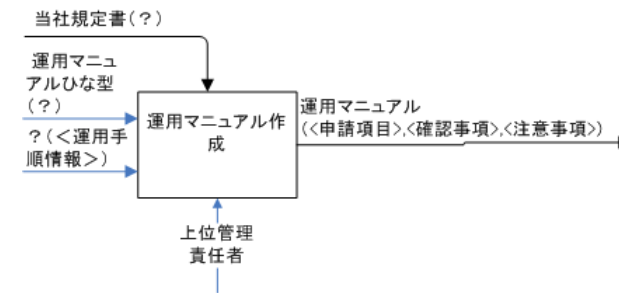 当社規定書(?)
運用マニュ
アルひな型
(?)
?(<運用手
順情報>)
運用マニュアル作
成
運用マニュアル
(<申請項目>,<確認事項>,<注意事項>)
上位管理
責任者